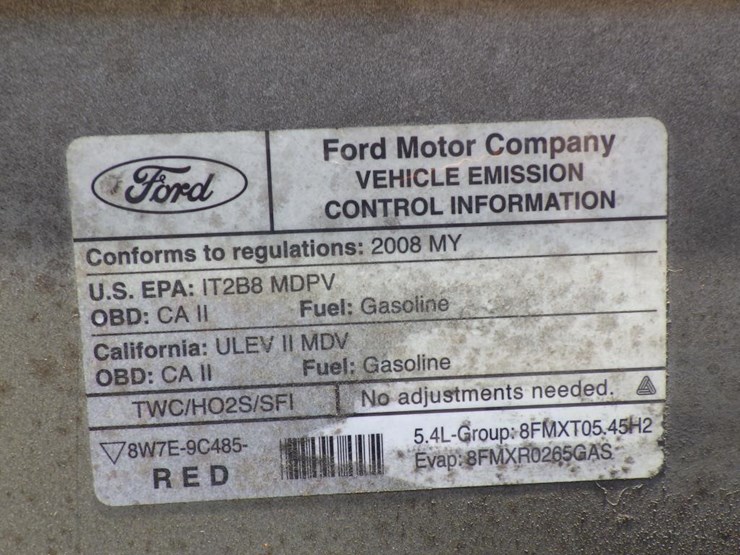 Ford
Ford Motor Company
VEHICLE EMISSION
CONTROL INFORMATION
Conforms to regulations: 2008 MY
U.S. EPA: IT2B8 MDPV
OBD: CA II Fuel: Gasoline
California: ULEV II MDV
OBD: CA II Fuel: Gasoline
TWC/HO2S/SFI No adjustments needed.
8W7E-9C485-
RED
5.4L-Group: 8FMXT05.45H2
Evap: 8FMXR0265GAS